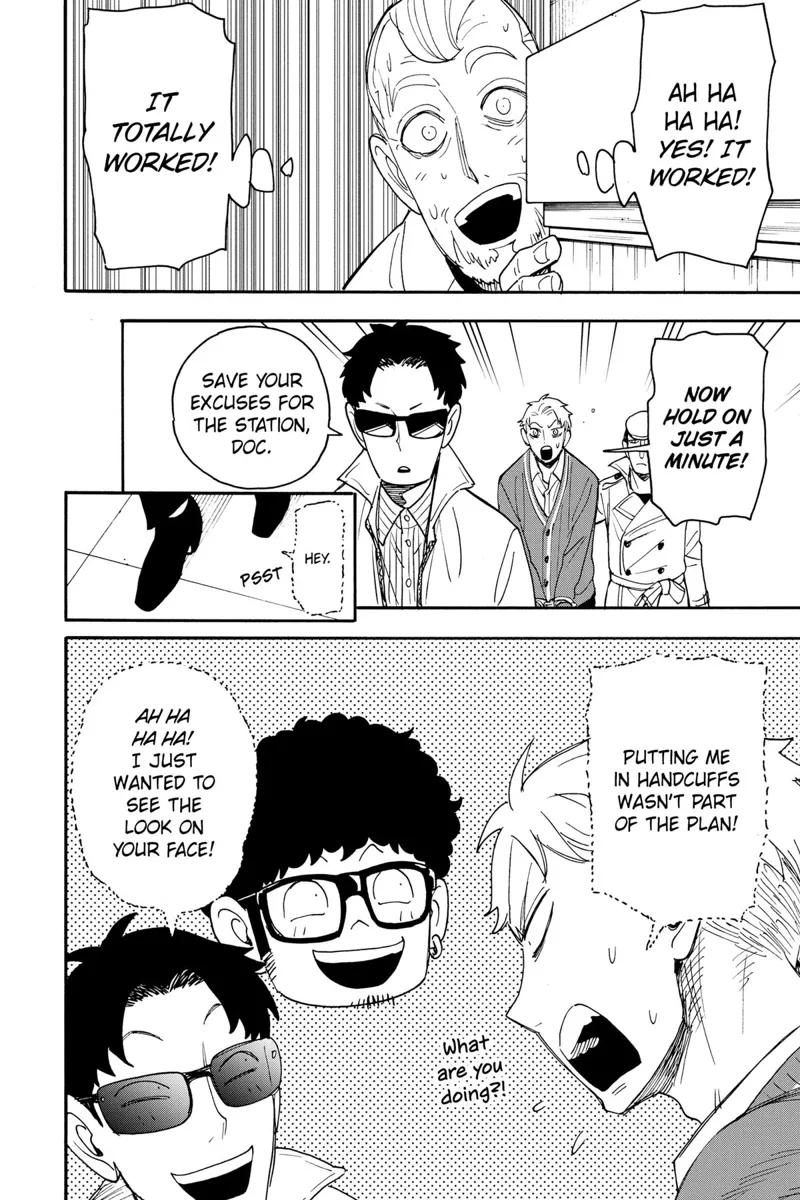 AH HA
HA HA!
YES! IT
WORKED!
IT
TOTALLY
WORKED!
NOW
HOLD ON
JUST A
MINUTE!
SAVE YOUR
EXCUSES FOR
THE STATION,
DOC.
HEY.
PSST
PUTTING ME
IN HANDCUFFS
WASN'T PART
OF THE PLAN!
AH HA
HA HA!
I JUST
WANTED TO
SEE THE
LOOK ON
YOUR FACE!
What
are you
doing?!